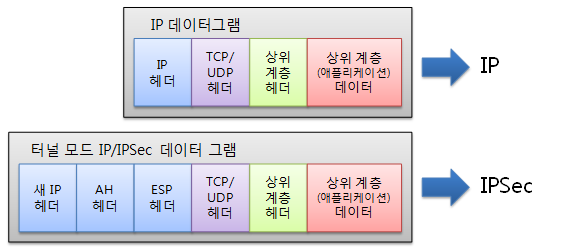 IP 데이터그램
IP
헤더
TCP/
UDP
헤더
상위
계층
헤더
상위 계층
(애플리케이션)
데이터
IP
터널 모드 IP/IPSec 데이터 그램
새 IP
헤더
AH
헤더
ESP
헤더
TCP/
UDP
헤더
상위
계층
헤더
상위 계층
(애플리케이션)
데이터
IPSec